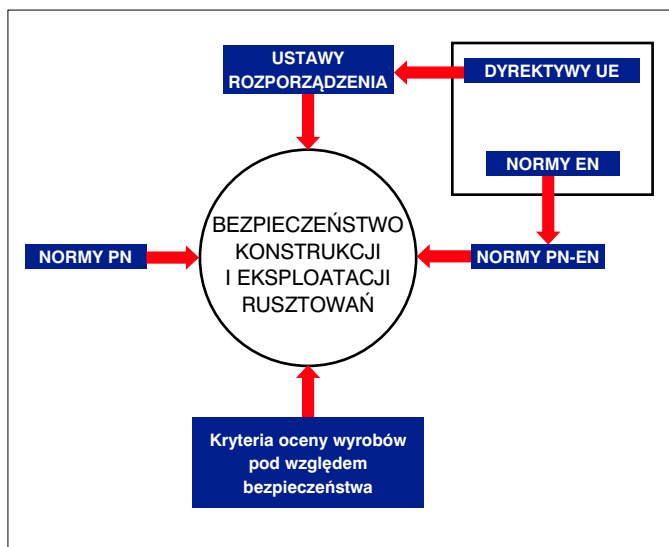 USTAWY
ROZPORZĄDZENIA
DYREKTYWY UE
NORMY EN
BEZPIECZEŃSTWO
KONSTRUKCJI
I EKSPLOATACJI
RUSZTOWAŃ
NORMY PN
NORMY PN-EN
Kryteria oceny wyrobów
pod względem
bezpieczeństwa